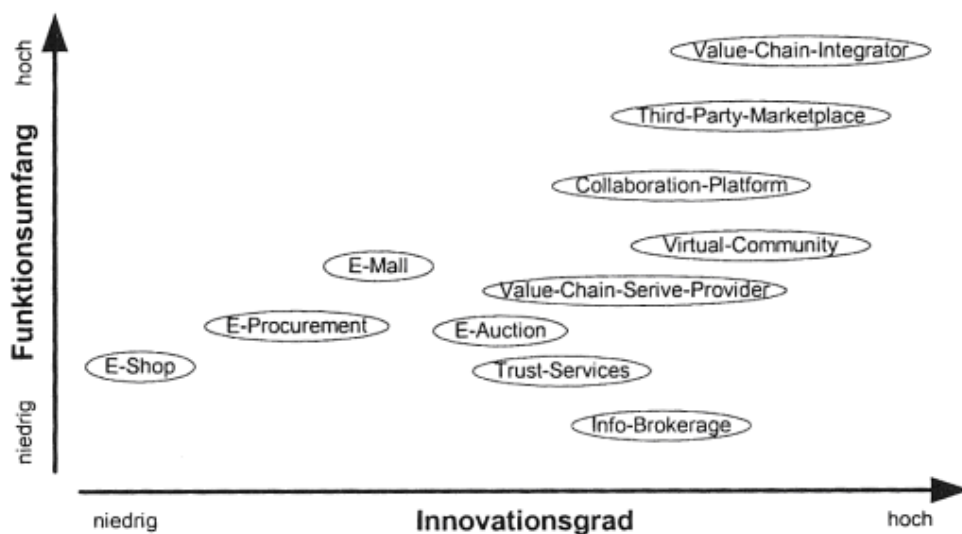 hoch
Value-Chain-Integrator
Third-Party-Marketplace
Collaboration-Platform
Virtual-Community
E-Mall
Value-Chain-Serive-Provider
E-Procurement
E-Auction
E-Shop
Trust-Services
Info-Brokerage
Funktionsumfang
niedrig
niedrig
Innovationsgrad
hoch